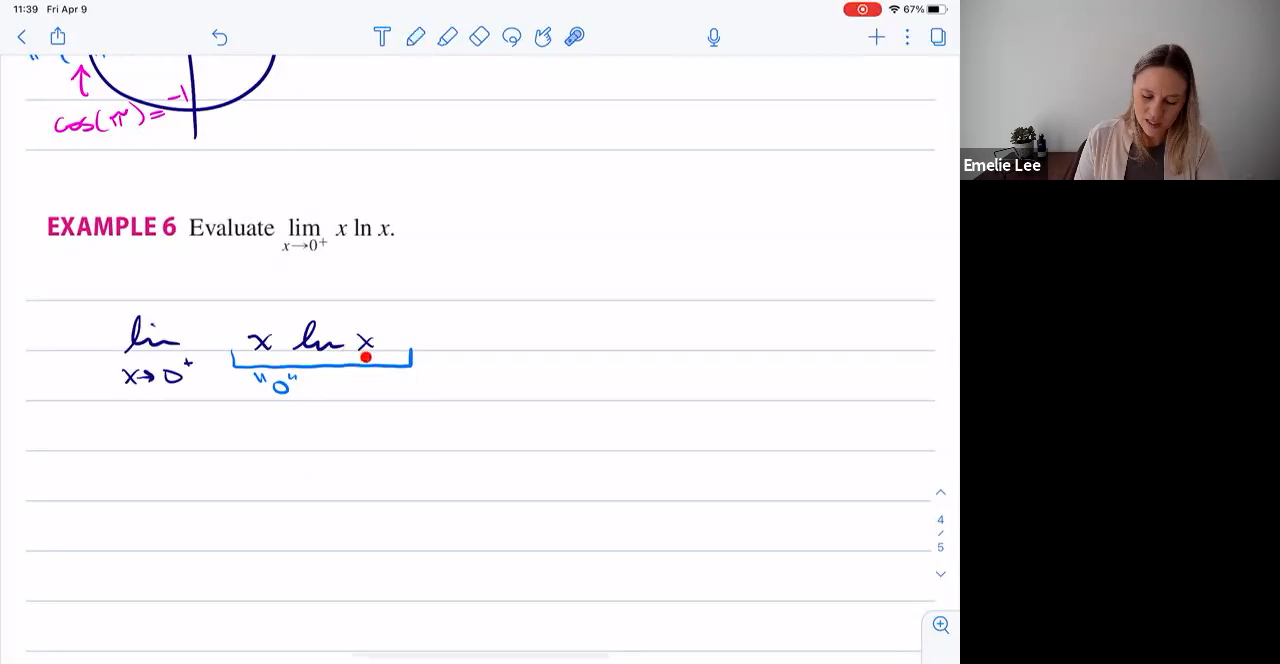 11:39 Fri Apr 9
67%
T
-1
cos(π) =
Emelie Lee
EXAMPLE 6 Evaluate lim x ln x.
x→0⁺
lim x ln x
x→0⁺ "0"
4
/
5